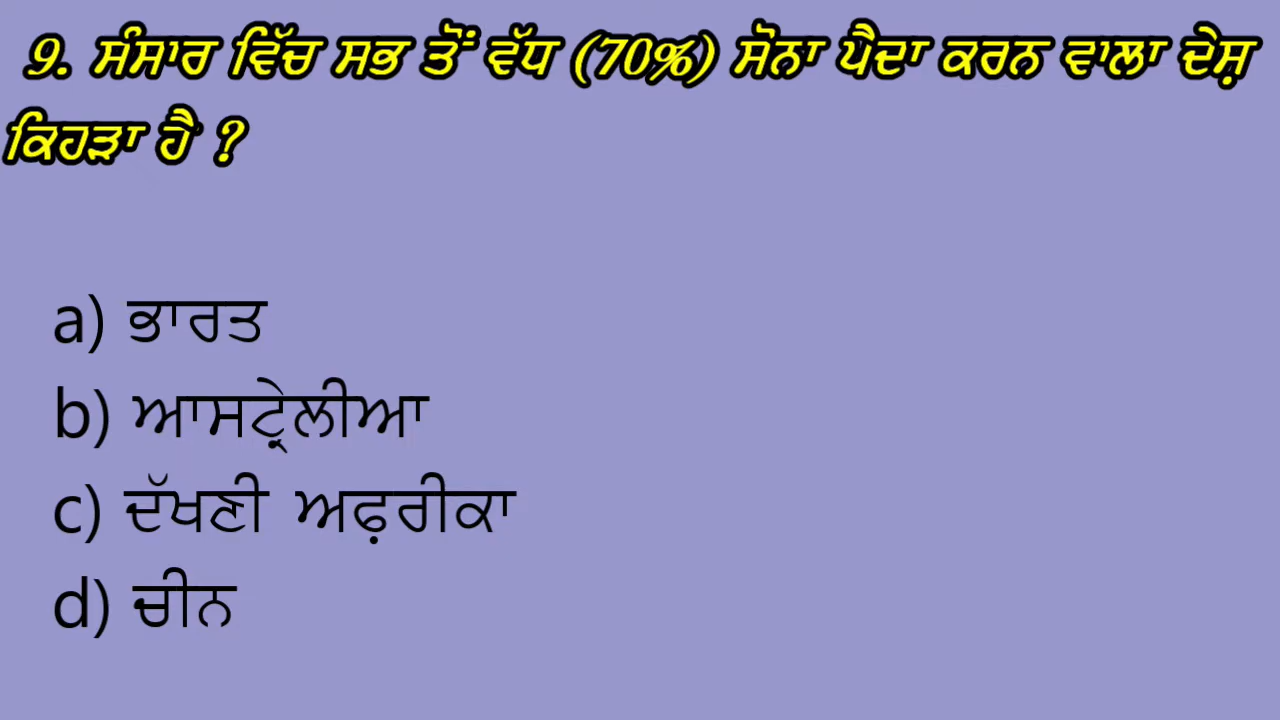 9. ਸੰਸਾਰ ਵਿੱਚ ਸਭ ਤੋਂ ਵੱਧ (70%) ਸੋਨਾ ਪੈਦਾ ਕਰਨ ਵਾਲਾ ਦੇਸ਼
ਕਿਹੜਾ ਹੈ ?
a) ਭਾਰਤ
b) ਆਸਟ੍ਰੇਲੀਆ
c) ਦੱਖਣੀ ਅਫ਼ਰੀਕਾ
d) ਚੀਨ